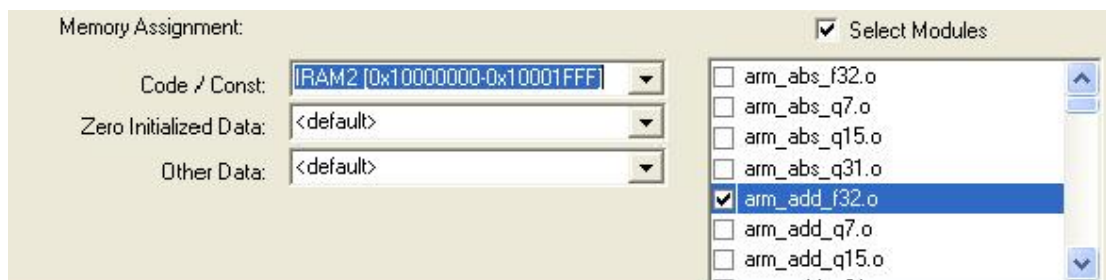 Memory Assignment:
Select Modules
Code / Const:
IRAM2 [0x10000000-0x10001FFF]
Zero Initialized Data:
<default>
Other Data:
<default>
arm_abs_f32.o
arm_abs_q7.o
arm_abs_q15.o
arm_abs_q31.o
arm_add_f32.o
arm_add_q7.o
arm_add_q15.o